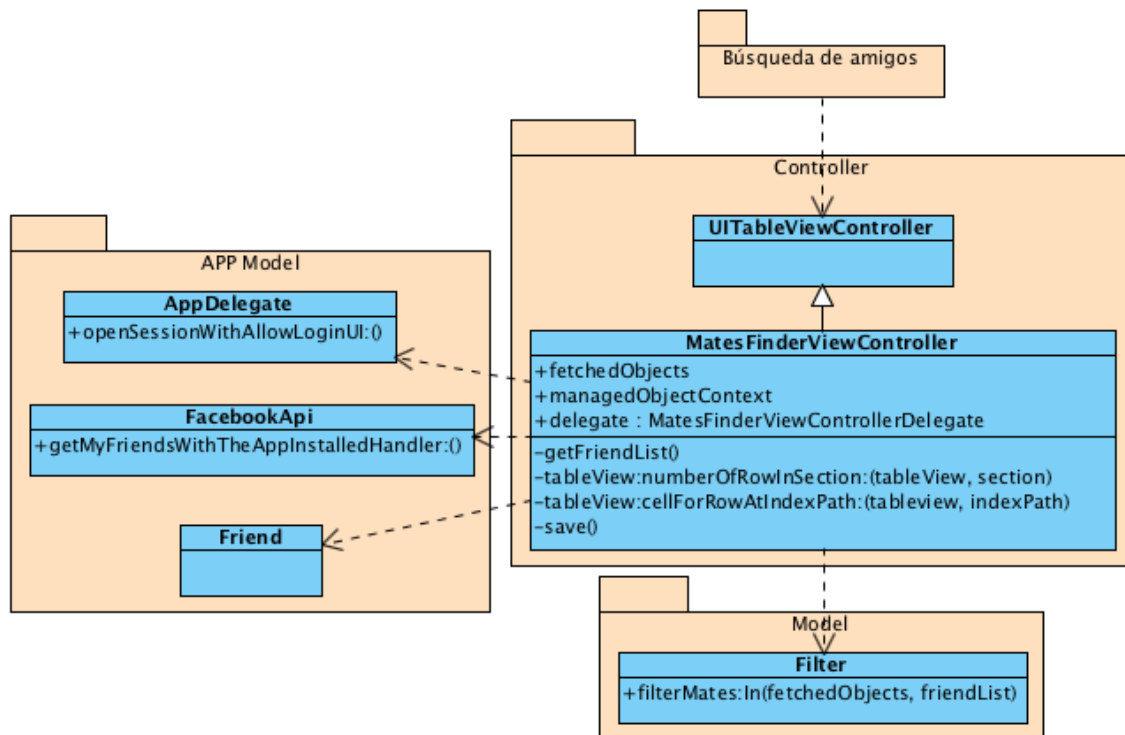 Búsqueda de amigos
Controller
UITableViewController
APP Model
AppDelegate
+openSessionWithAllowLoginUI:()
FacebookApi
+getMyFriendsWithTheAppInstalledHandler:()
Friend
MatesFinderViewController
+fetchedObjects
+managedObjectContext
+delegate : MatesFinderViewControllerDelegate
-getFriendList()
-tableView:numberOfRowInSection:(tableView, section)
-tableView:cellForRowAtIndexPath:(tableview, indexPath)
-save()
Model
Filter
+filterMates:In(fetchedObjects, friendList)